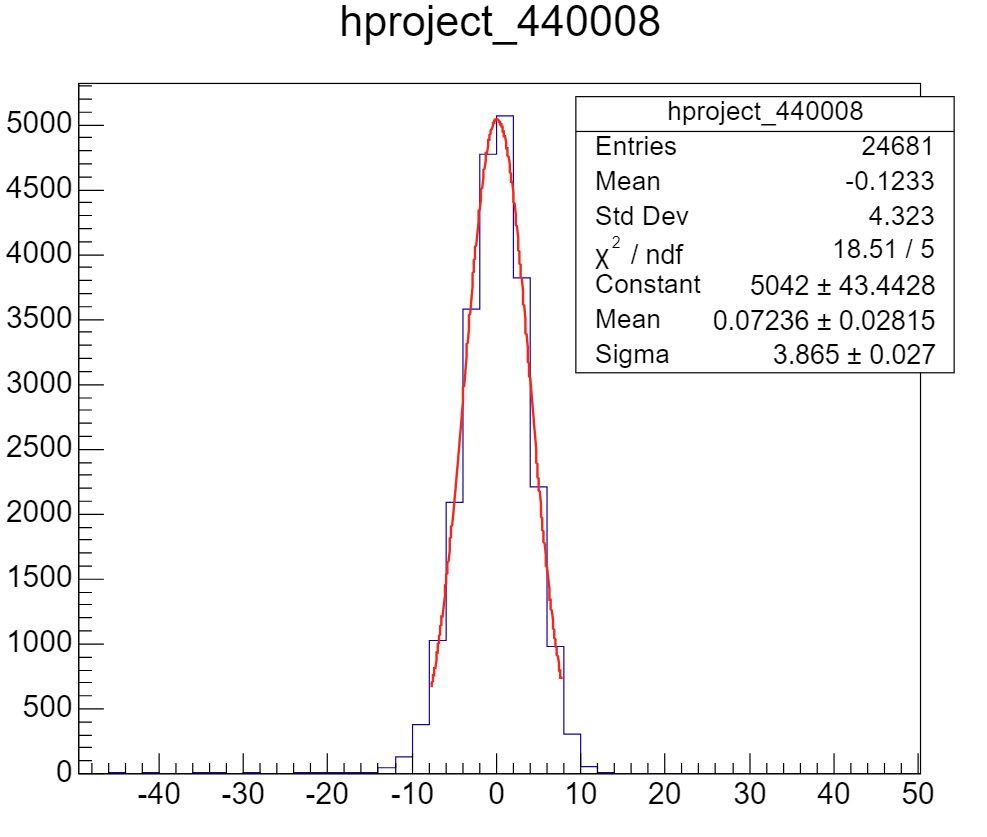 hproject_440008
hproject_440008
Entries 24681
Mean -0.1233
Std Dev 4.323
χ² / ndf 18.51 / 5
Constant 5042 ± 43.4428
Mean 0.07236 ± 0.02815
Sigma 3.865 ± 0.027
5000
4500
4000
3500
3000
2500
2000
1500
1000
500
0
-40 -30 -20 -10 0 10 20 30 40 50